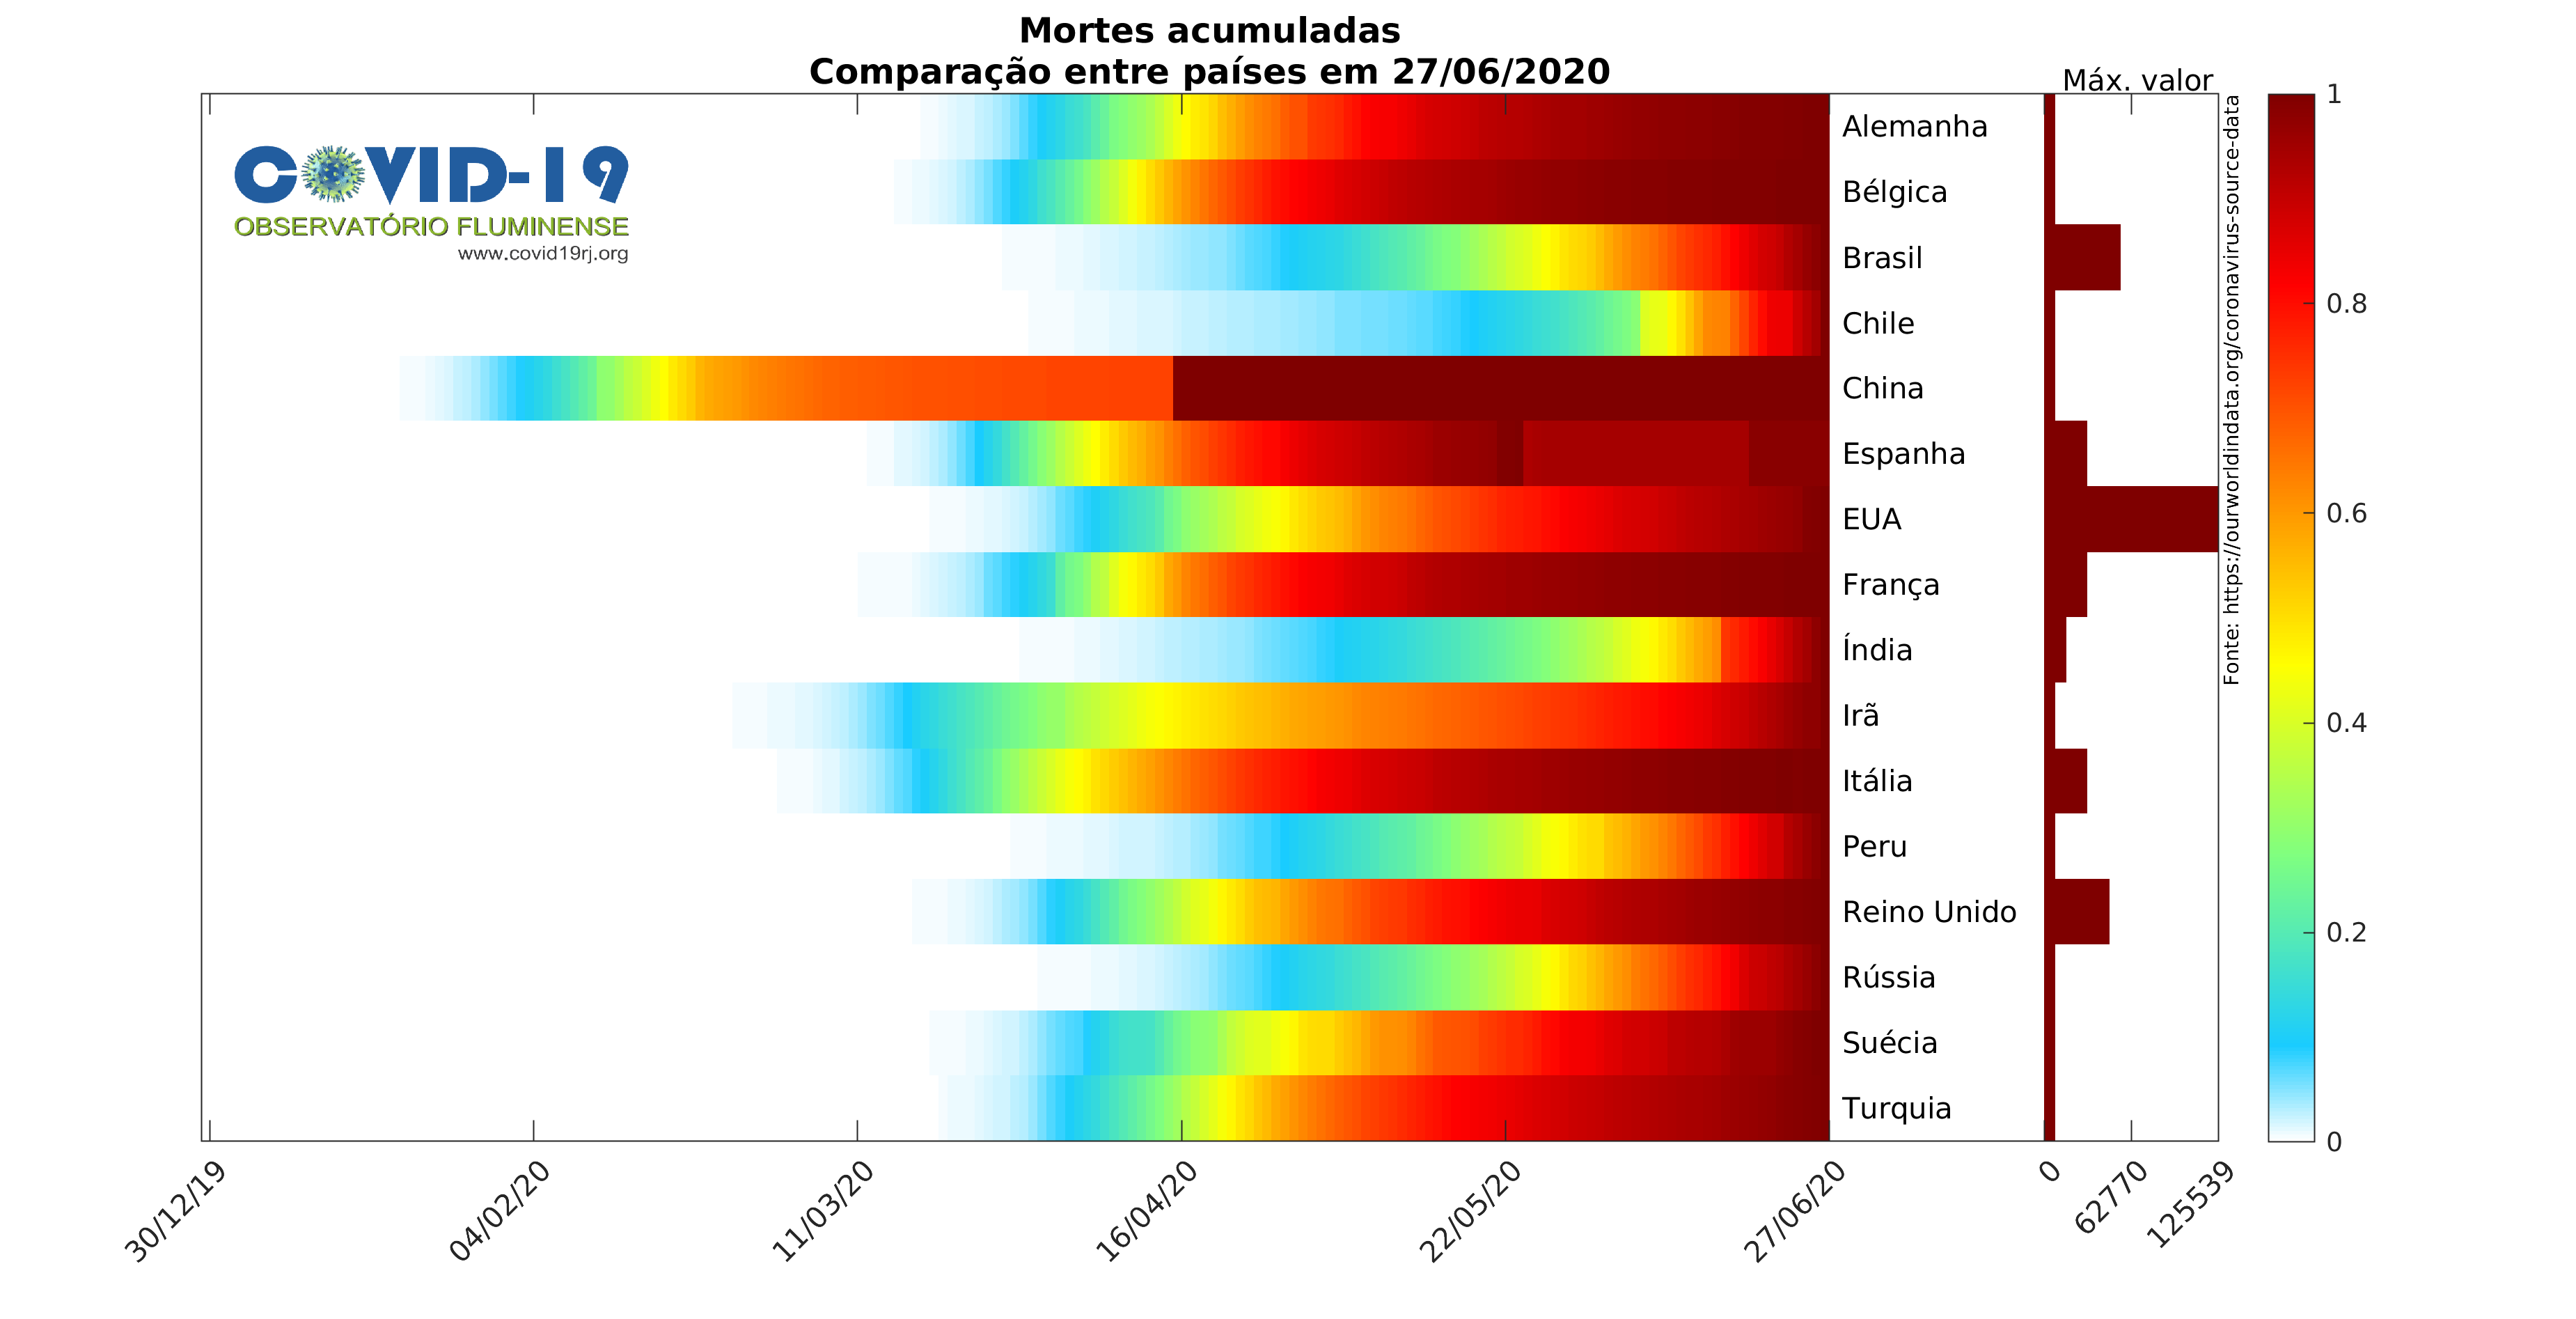 Mortes acumuladas
Comparação entre países em 27/06/2020
Máx. valor
COVID-19
OBSERVATÓRIO FLUMINENSE
www.covid19rj.org
Alemanha
Bélgica
Brasil
Chile
China
Espanha
EUA
França
Índia
Irã
Itália
Peru
Reino Unido
Rússia
Suécia
Turquia
Fonte: https://ourworldindata.org/coronavirus-source-data
1
0.8
0.6
0.4
0.2
0
30/12/19
04/02/20
11/03/20
16/04/20
22/05/20
27/06/20
0
62770
125539